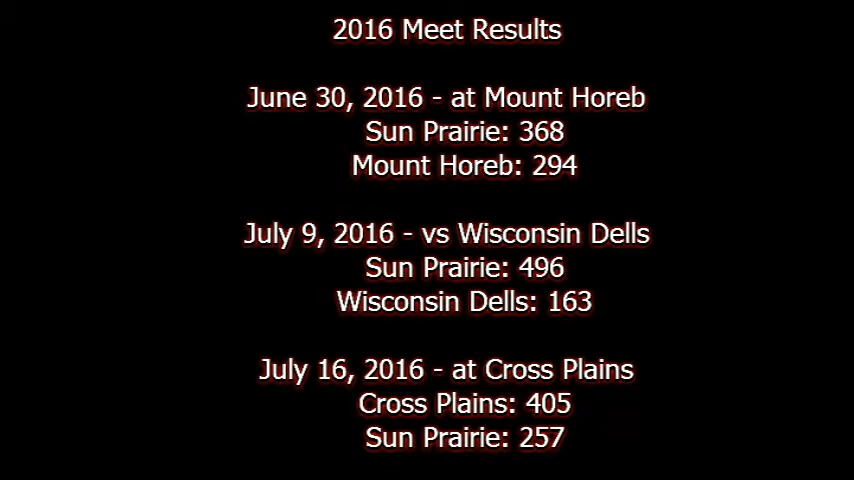 2016 Meet Results
June 30, 2016 - at Mount Horeb
Sun Prairie: 368
Mount Horeb: 294
July 9, 2016 - vs Wisconsin Dells
Sun Prairie: 496
Wisconsin Dells: 163
July 16, 2016 - at Cross Plains
Cross Plains: 405
Sun Prairie: 257